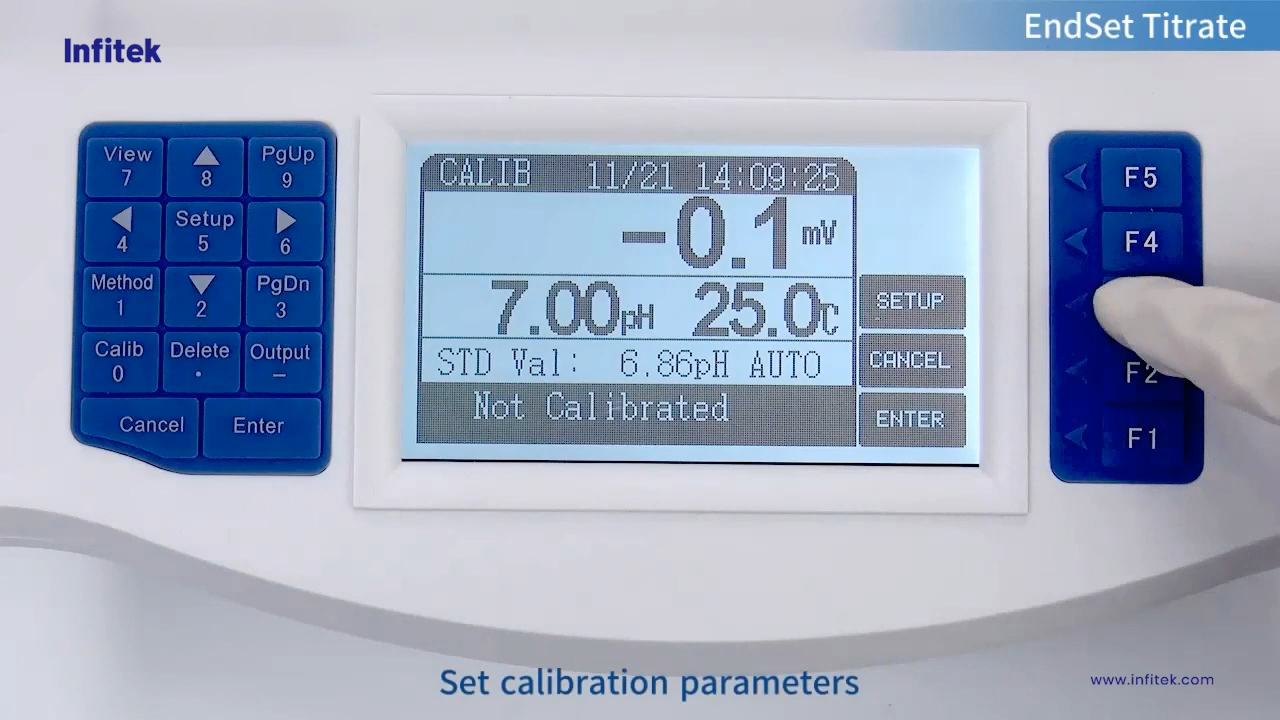 EndSet Titrate
Infitek
View
7
8
PgUp
9
4
Setup
5
6
Method
1
2
PgDn
3
Calib
0
Delete
.
Output
–
Cancel
Enter
CALIB 11/21 14:09:25
-0.1 mV
7.00pH 25.0℃
STD Val: 6.86pH AUTO
Not Calibrated
SETUP
CANCEL
ENTER
F5
F4
F2
F1
Set calibration parameters
www.infitek.com